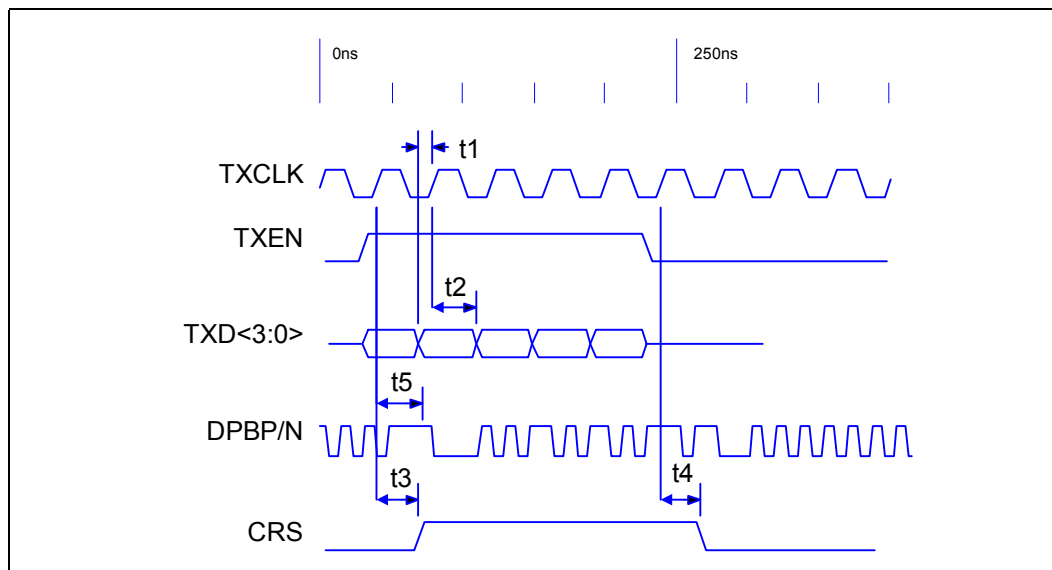 0ns 250ns
t1
TXCLK
TXEN
t2
TXD<3:0>
t5
DPBP/N
t3 t4
CRS